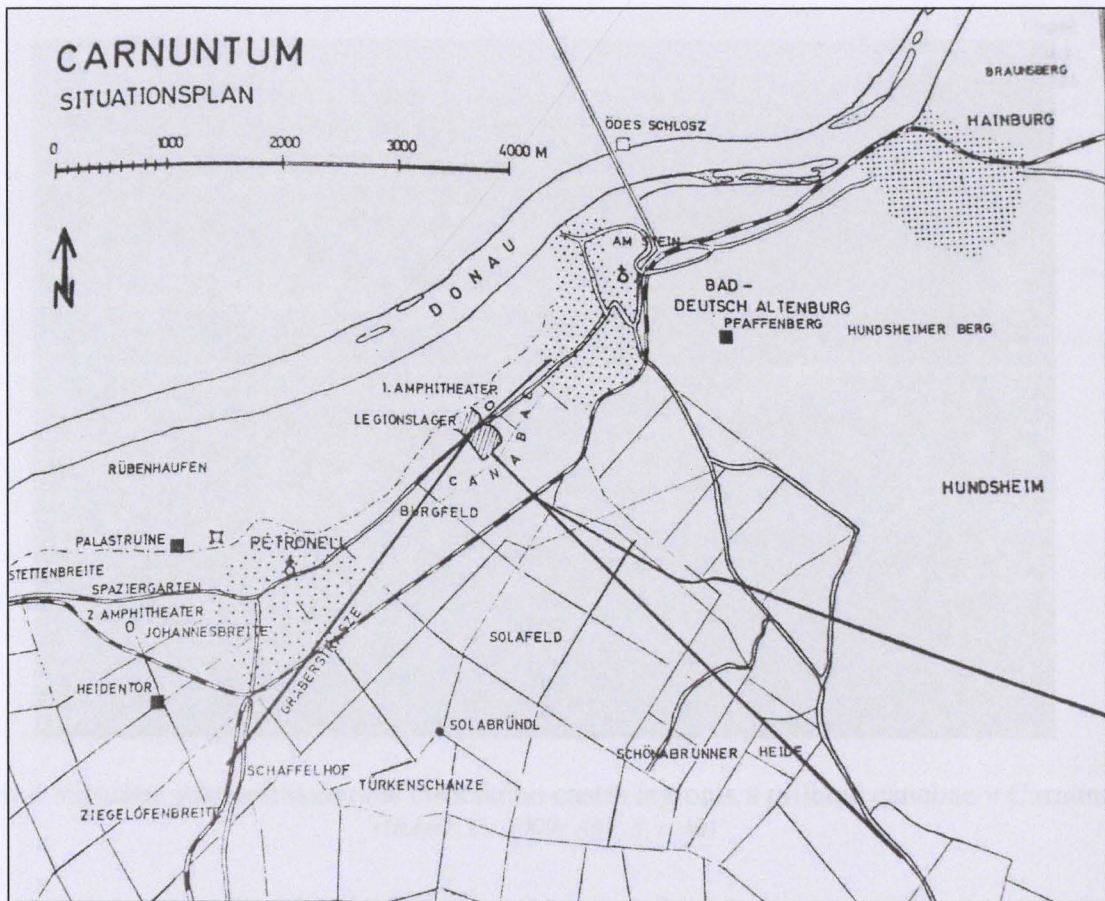 CARNUNTUM
SITUATIONSPLAN
0 1000 2000 3000 4000 M
N
BRAUNSBERG
HAINBURG
ÖDES SCHLOSZ
DONAU
AM STEIN
BAD-
DEUTSCH ALTENBURG
PFAFFENBERG
HUNDSHEIMER BERG
1. AMPHITHEATER
LEGIONSLAGER
CANABAE
RÜBENHAUFEN
BURGFELD
HUNDSHEIM
PALASTRUINE
PETRONELL
STETTENBREITE
SPAZIERGARTEN
2. AMPHITHEATER
JOHANNESBREITE
GRÄBERSTRASZE
SOLAFELD
HEIDENTOR
SOLABRÜNDL
SCHÖNABRUNNER HEIDE
SCHAFFELHOF
TÜRKENSCHANZE
ZIEGELÖFENBREITE